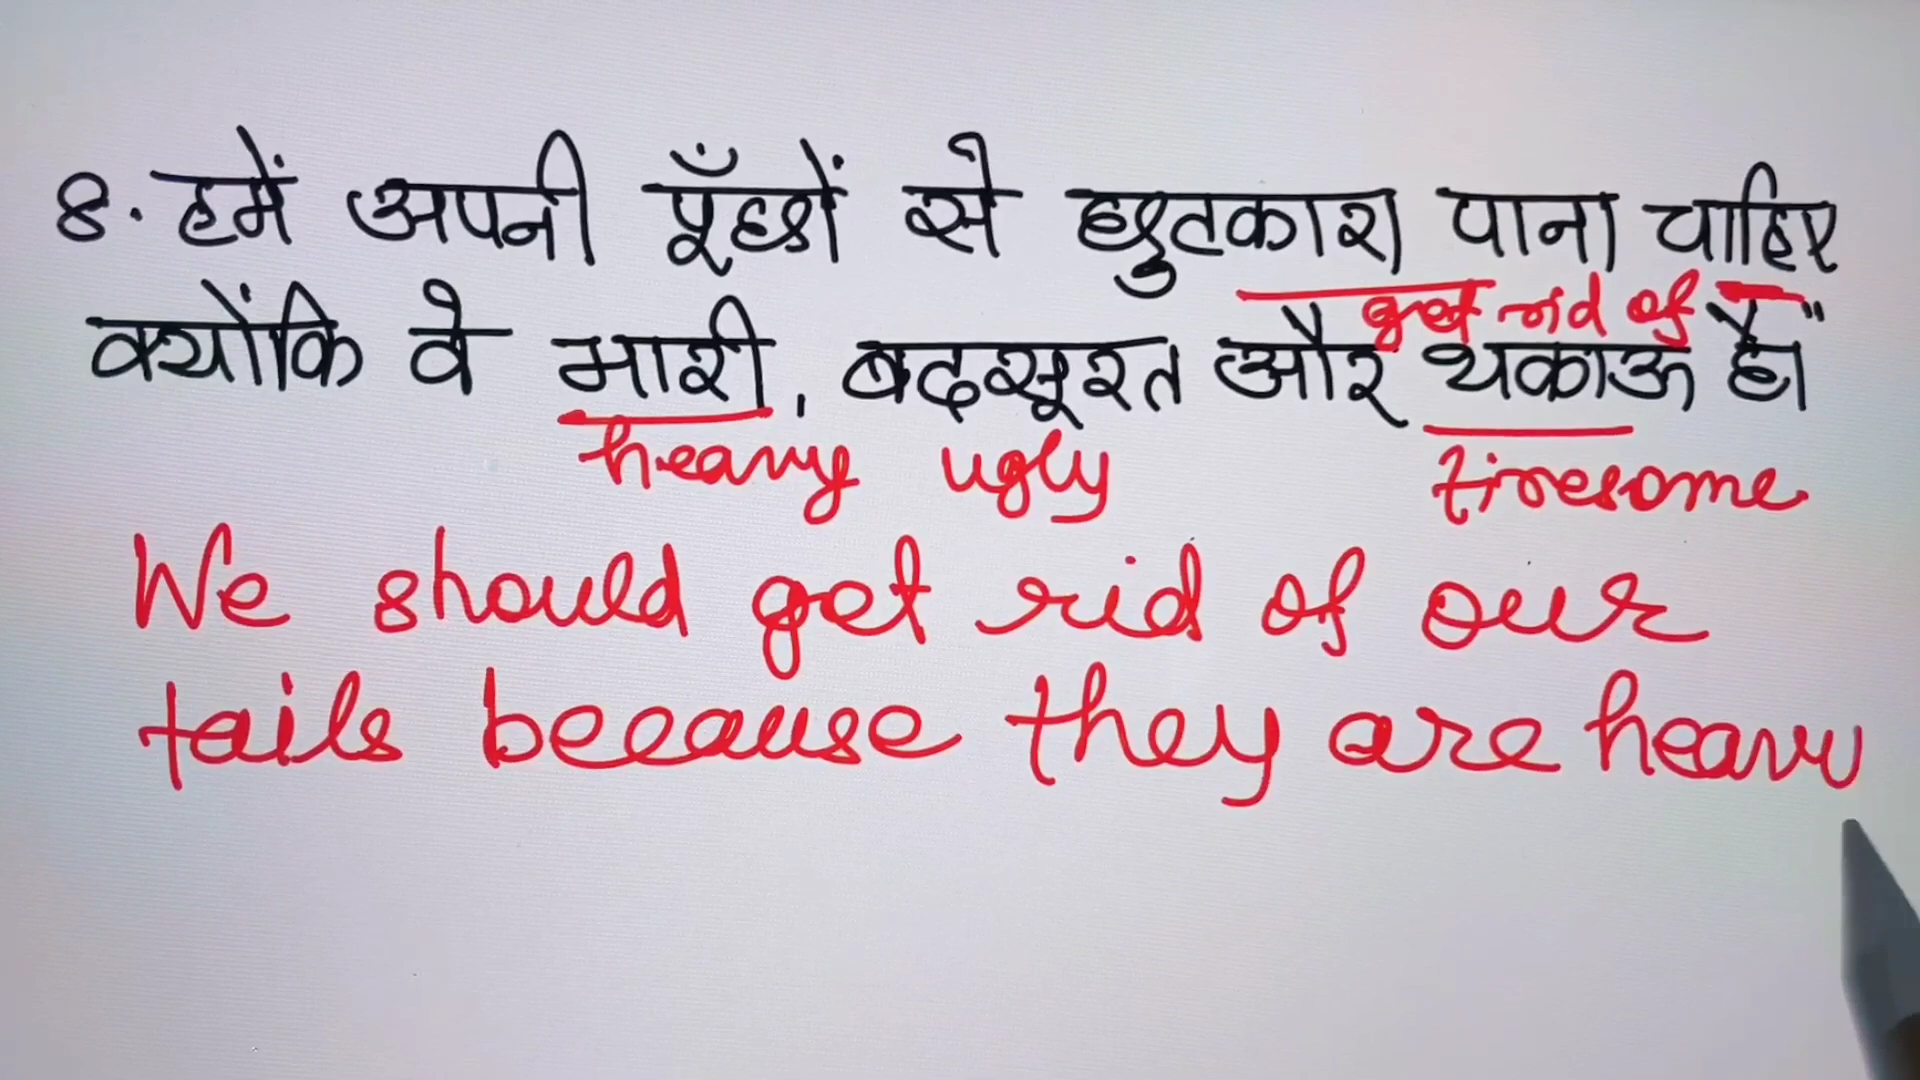 8. हमें अपनी पूँछों से छुटकारा पाना चाहिए
get rid of
क्योंकि वे भारी, बदसूरत और थकाऊ हैं।"
heavy ugly tiresome
We should get rid of our
tails because they are heavy